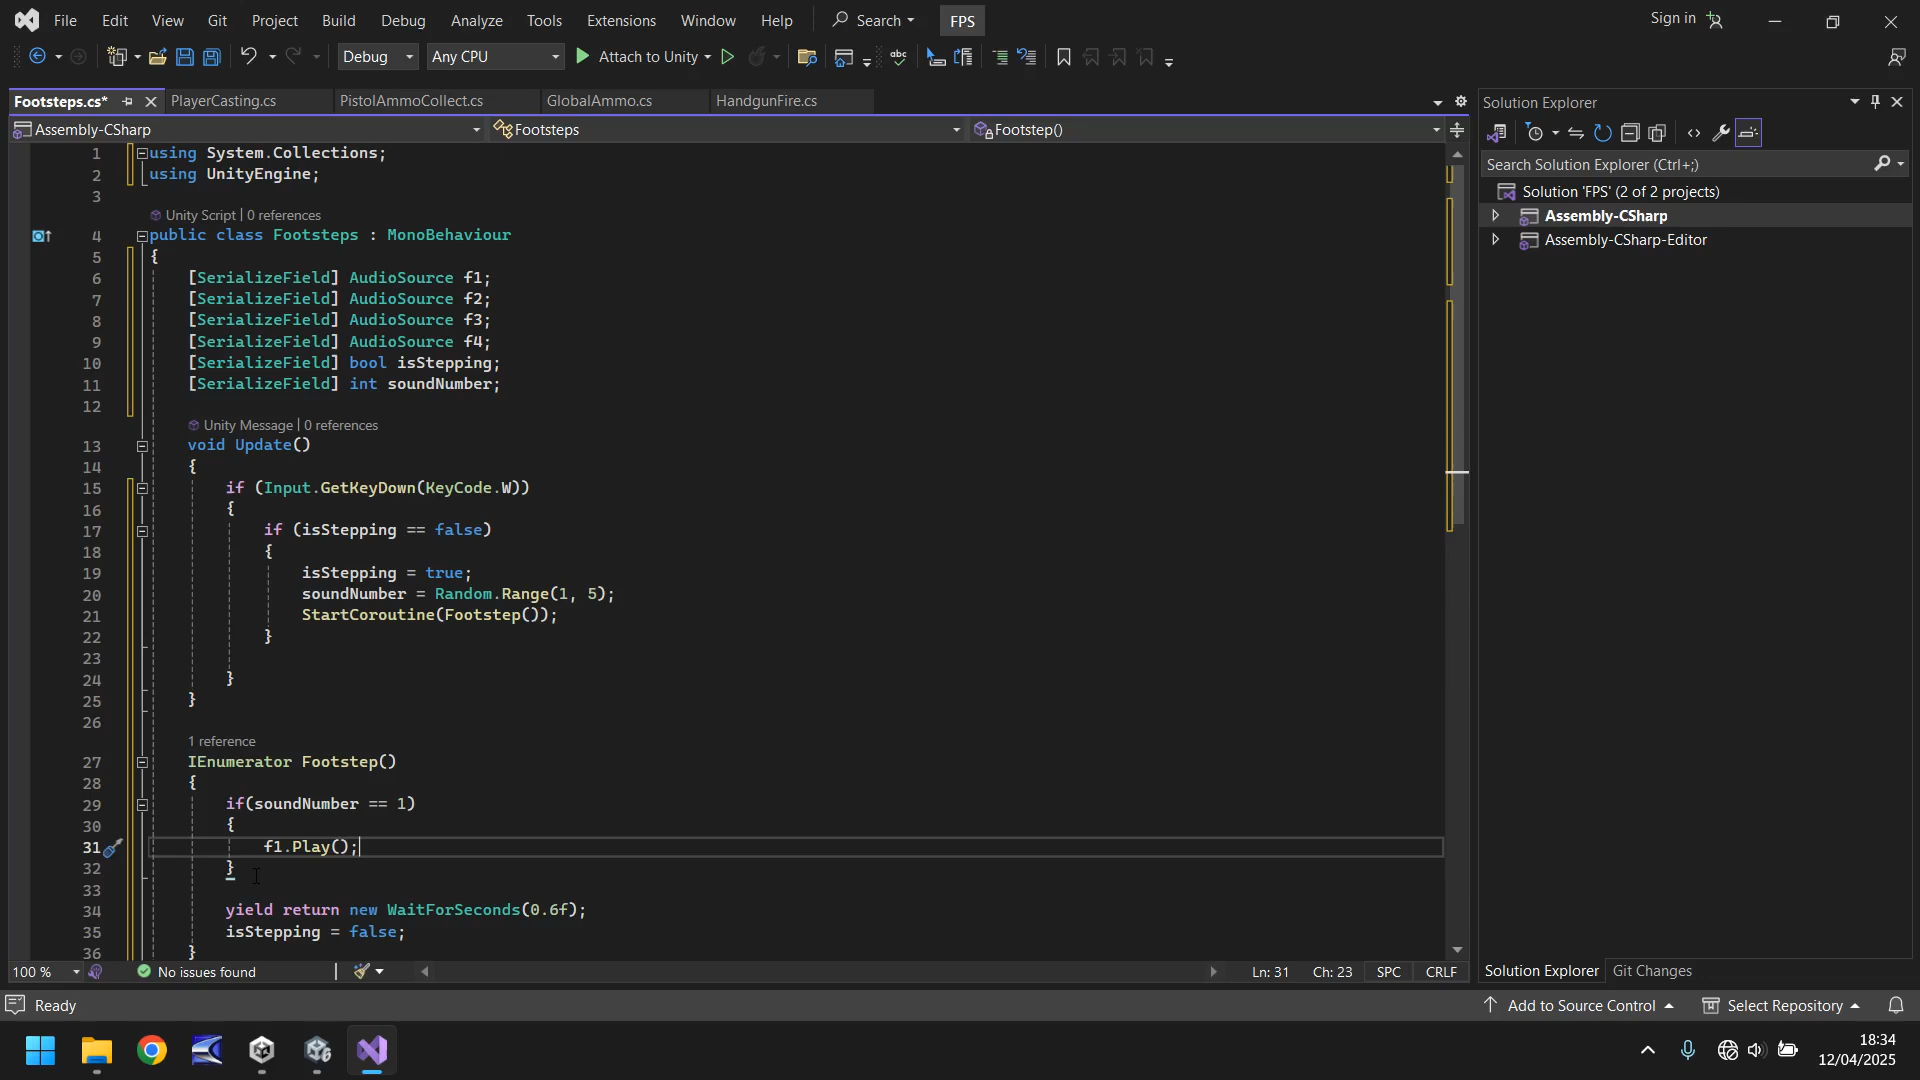 File Edit View Git Project Build Debug Analyze Tools Extensions Window Help Search FPS Sign in
Debug Any CPU Attach to Unity abc
Footsteps.cs* PlayerCasting.cs PistolAmmoCollect.cs GlobalAmmo.cs HandgunFire.cs
Assembly-CSharp Footsteps Footstep()
1 using System.Collections;
2 using UnityEngine;
3
Unity Script | 0 references
4 public class Footsteps : MonoBehaviour
5 {
6 [SerializeField] AudioSource f1;
7 [SerializeField] AudioSource f2;
8 [SerializeField] AudioSource f3;
9 [SerializeField] AudioSource f4;
10 [SerializeField] bool isStepping;
11 [SerializeField] int soundNumber;
12
Unity Message | 0 references
13 void Update()
14 {
15 if (Input.GetKeyDown(KeyCode.W))
16 {
17 if (isStepping == false)
18 {
19 isStepping = true;
20 soundNumber = Random.Range(1, 5);
21 StartCoroutine(Footstep());
22 }
23
24 }
25 }
26
1 reference
27 IEnumerator Footstep()
28 {
29 if(soundNumber == 1)
30 {
31 f1.Play();
32 }
33
34 yield return new WaitForSeconds(0.6f);
35 isStepping = false;
36 }
100 % No issues found Ln: 31 Ch: 23 SPC CRLF
Solution Explorer
Search Solution Explorer (Ctrl+;)
Solution 'FPS' (2 of 2 projects)
Assembly-CSharp
Assembly-CSharp-Editor
Solution Explorer Git Changes
Ready Add to Source Control Select Repository
18:34
12/04/2025